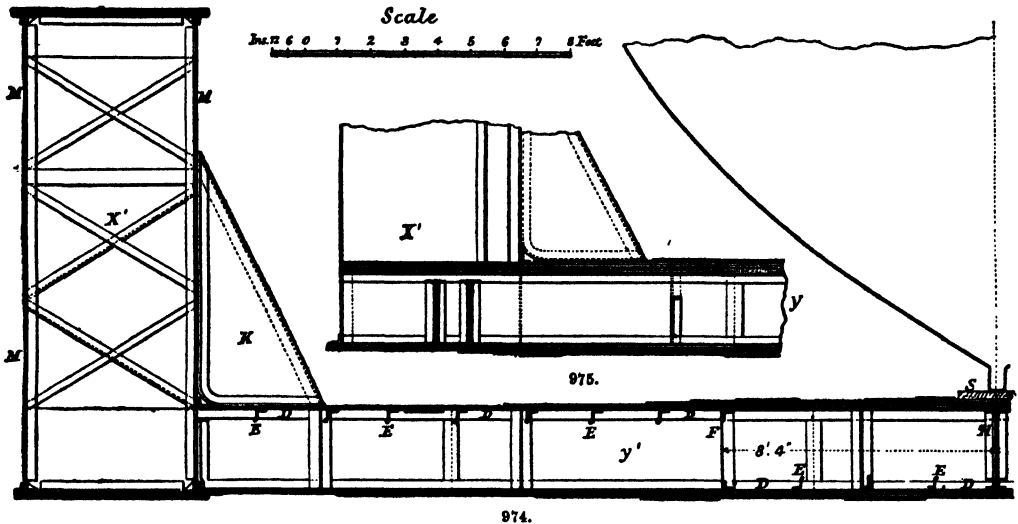 Scale
Ins. 12 6 0 1 2 3 4 5 6 7 8 Feet
M
M
X'
X'
Y
K
M
975.
S
D
D
D
E
E
E
F
H
y'
8'. 4"
E
E
D
D
974.